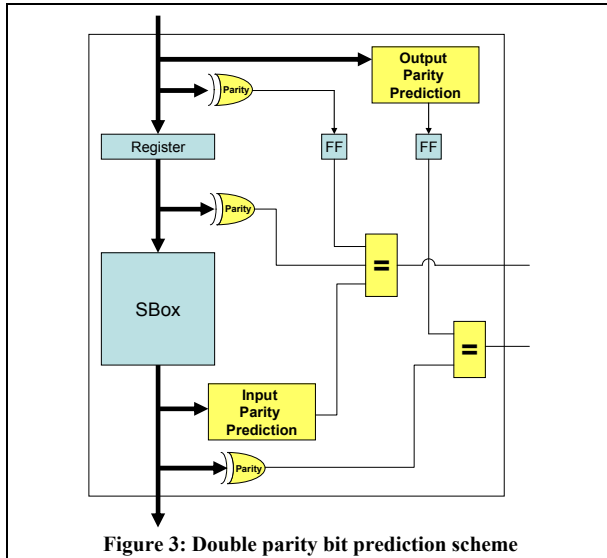 Output
Parity
Prediction
Parity
Register
FF
FF
Parity
=
SBox
=
Input
Parity
Prediction
Parity
Figure 3: Double parity bit prediction scheme